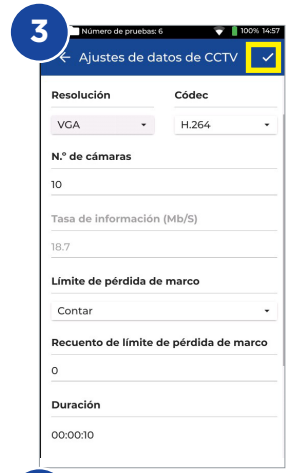 3
Número de pruebas: 6 100% 14:57
Ajustes de datos de CCTV
Resolución Códec
VGA H.264
N.º de cámaras
10
Tasa de información (Mb/S)
18.7
Límite de pérdida de marco
Contar
Recuento de límite de pérdida de marco
0
Duración
00:00:10